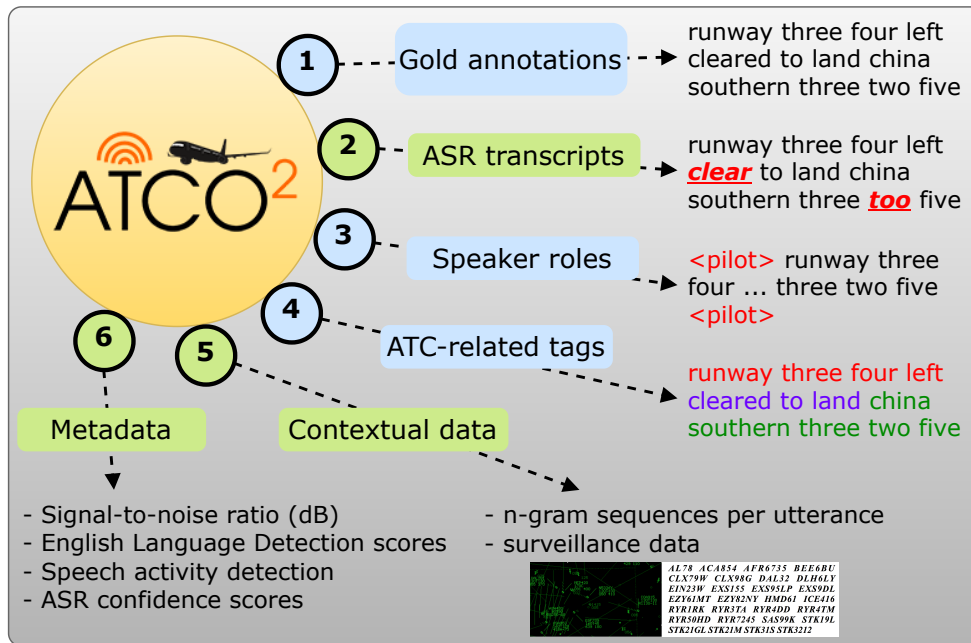 1
Gold annotations
runway three four left
cleared to land china
southern three two five
2
ASR transcripts
runway three four left
clear to land china
southern three too five
ATCO2
3
Speaker roles
<pilot> runway three
four ... three two five
<pilot>
4
ATC-related tags
runway three four left
cleared to land china
southern three two five
5
Contextual data
- n-gram sequences per utterance
- surveillance data
AL78 ACA854 AFR6735 BEE6BU
CLX79W CLX98G DAL32 DLH6LY
EIN23W EXS155 EXS95LP EXS9DL
EZY61MT EZY82NY HMD61 ICE416
RYR1RK RYR3TA RYR4DD RYR4TM
RYR50HD RYR7245 SAS99K STK19L
STK21GL STK21M STK31S STK3212
6
Metadata
- Signal-to-noise ratio (dB)
- English Language Detection scores
- Speech activity detection
- ASR confidence scores